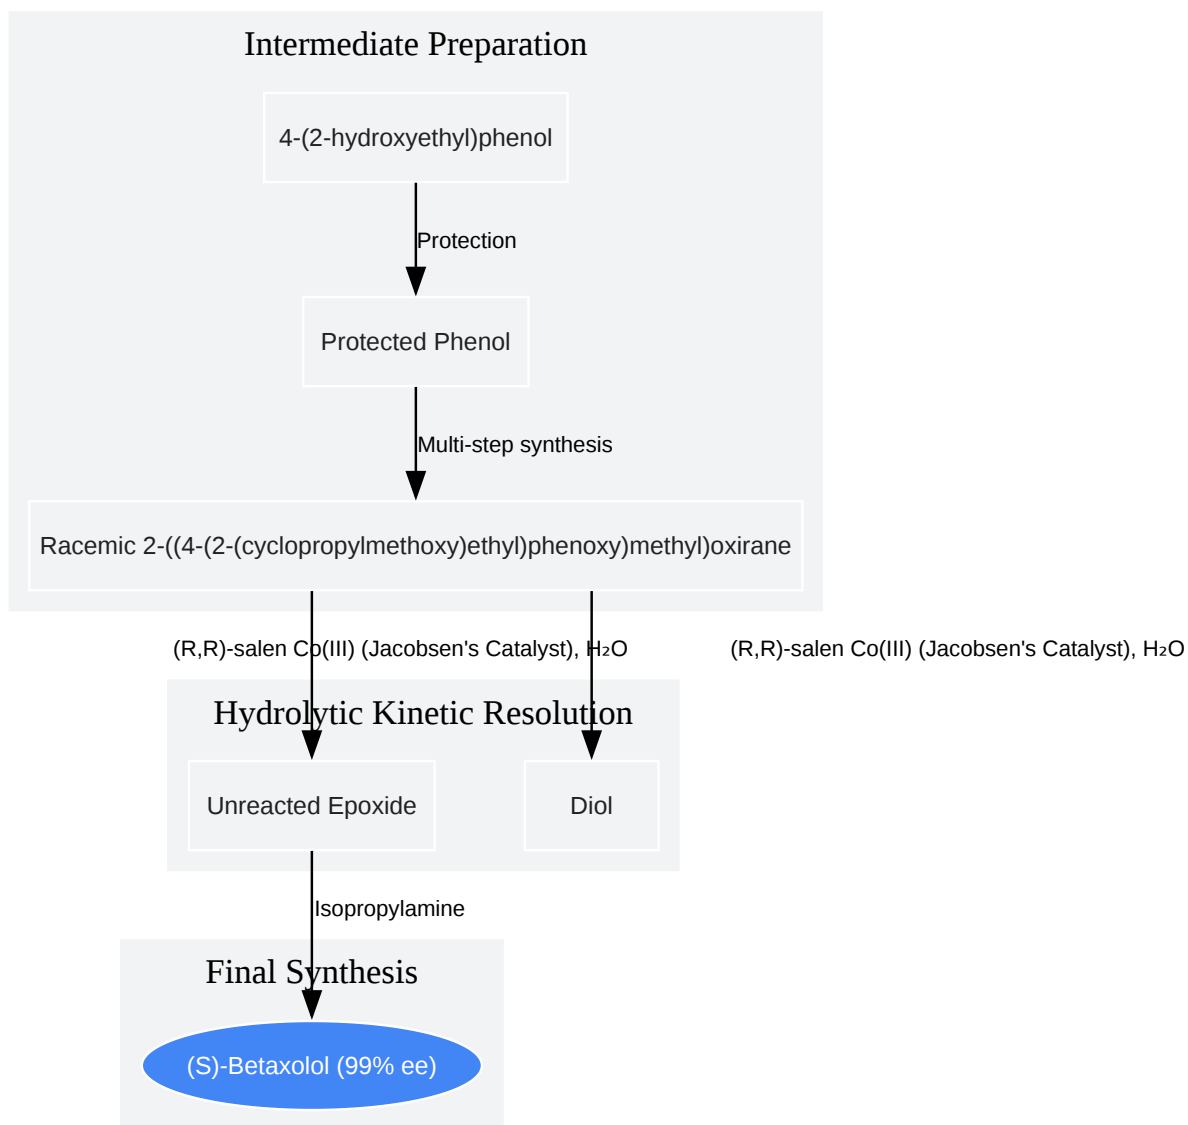 Intermediate Preparation
4-(2-hydroxyethyl)phenol
Protection
Protected Phenol
Multi-step synthesis
Racemic 2-((4-(2-(cyclopropylmethoxy)ethyl)phenoxy)methyl)oxirane
(R,R)-salen Co(III) (Jacobsen's Catalyst), H₂O
(R,R)-salen Co(III) (Jacobsen's Catalyst), H₂O
Hydrolytic Kinetic Resolution
Unreacted Epoxide
Diol
Isopropylamine
Final Synthesis
(S)-Betaxolol (99% ee)